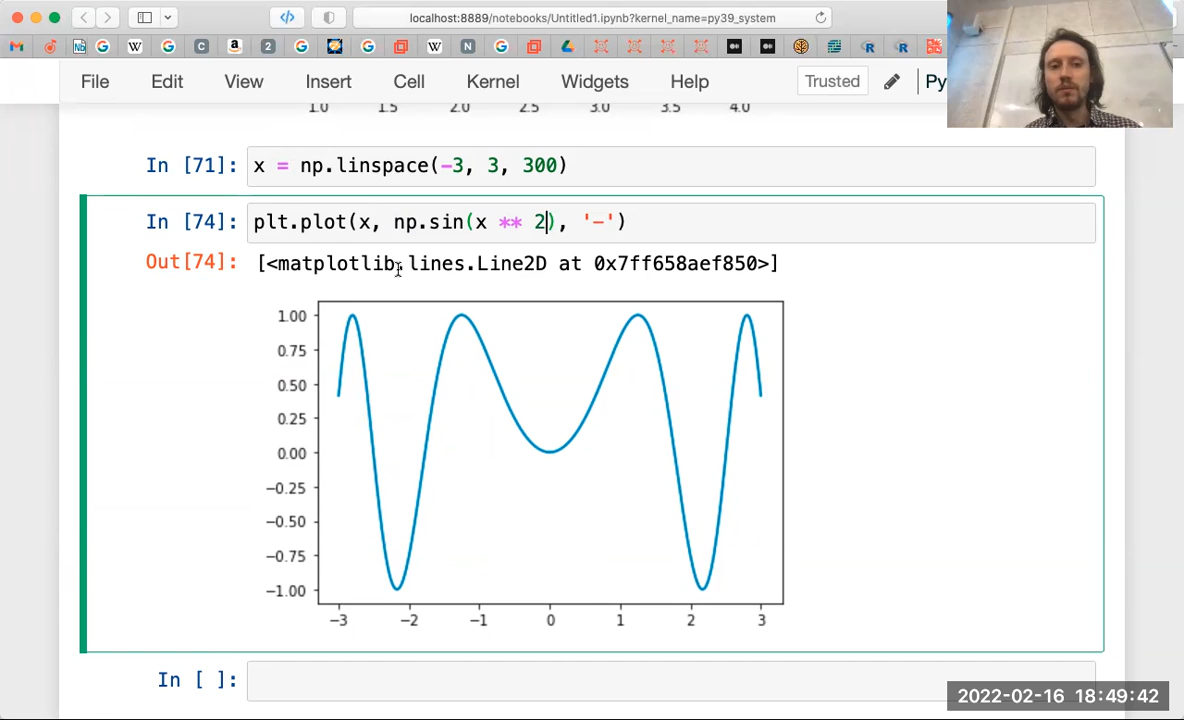 localhost:8889/notebooks/Untitled1.ipynb?kernel_name=py39_system
File Edit View Insert Cell Kernel Widgets Help Trusted Py
1.0 1.5 2.0 2.5 3.0 3.5 4.0
In [71]: x = np.linspace(-3, 3, 300)
In [74]: plt.plot(x, np.sin(x ** 2), '-')
Out[74]: [<matplotlib.lines.Line2D at 0x7ff658aef850>]
1.00
0.75
0.50
0.25
0.00
−0.25
−0.50
−0.75
−1.00
−3 −2 −1 0 1 2 3
In [ ]:
2022-02-16 18:49:42